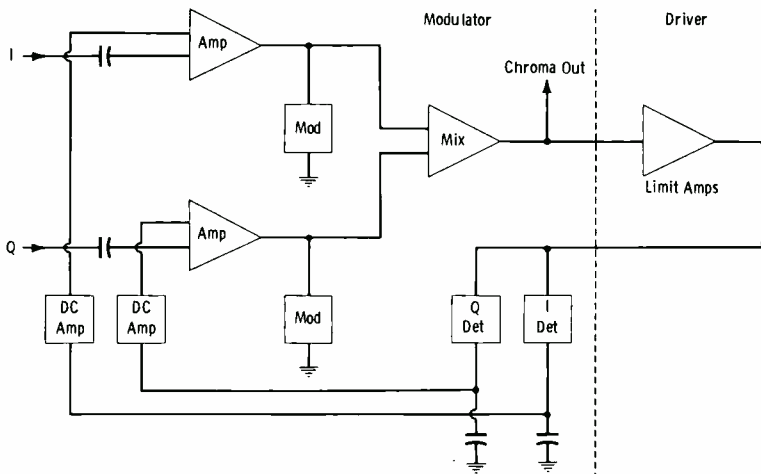 Modulator
Driver
I
Amp
Chroma Out
Mod
Mix
Limit Amps
Q
Amp
DC
Amp
DC
Amp
Mod
Q
Det
I
Det